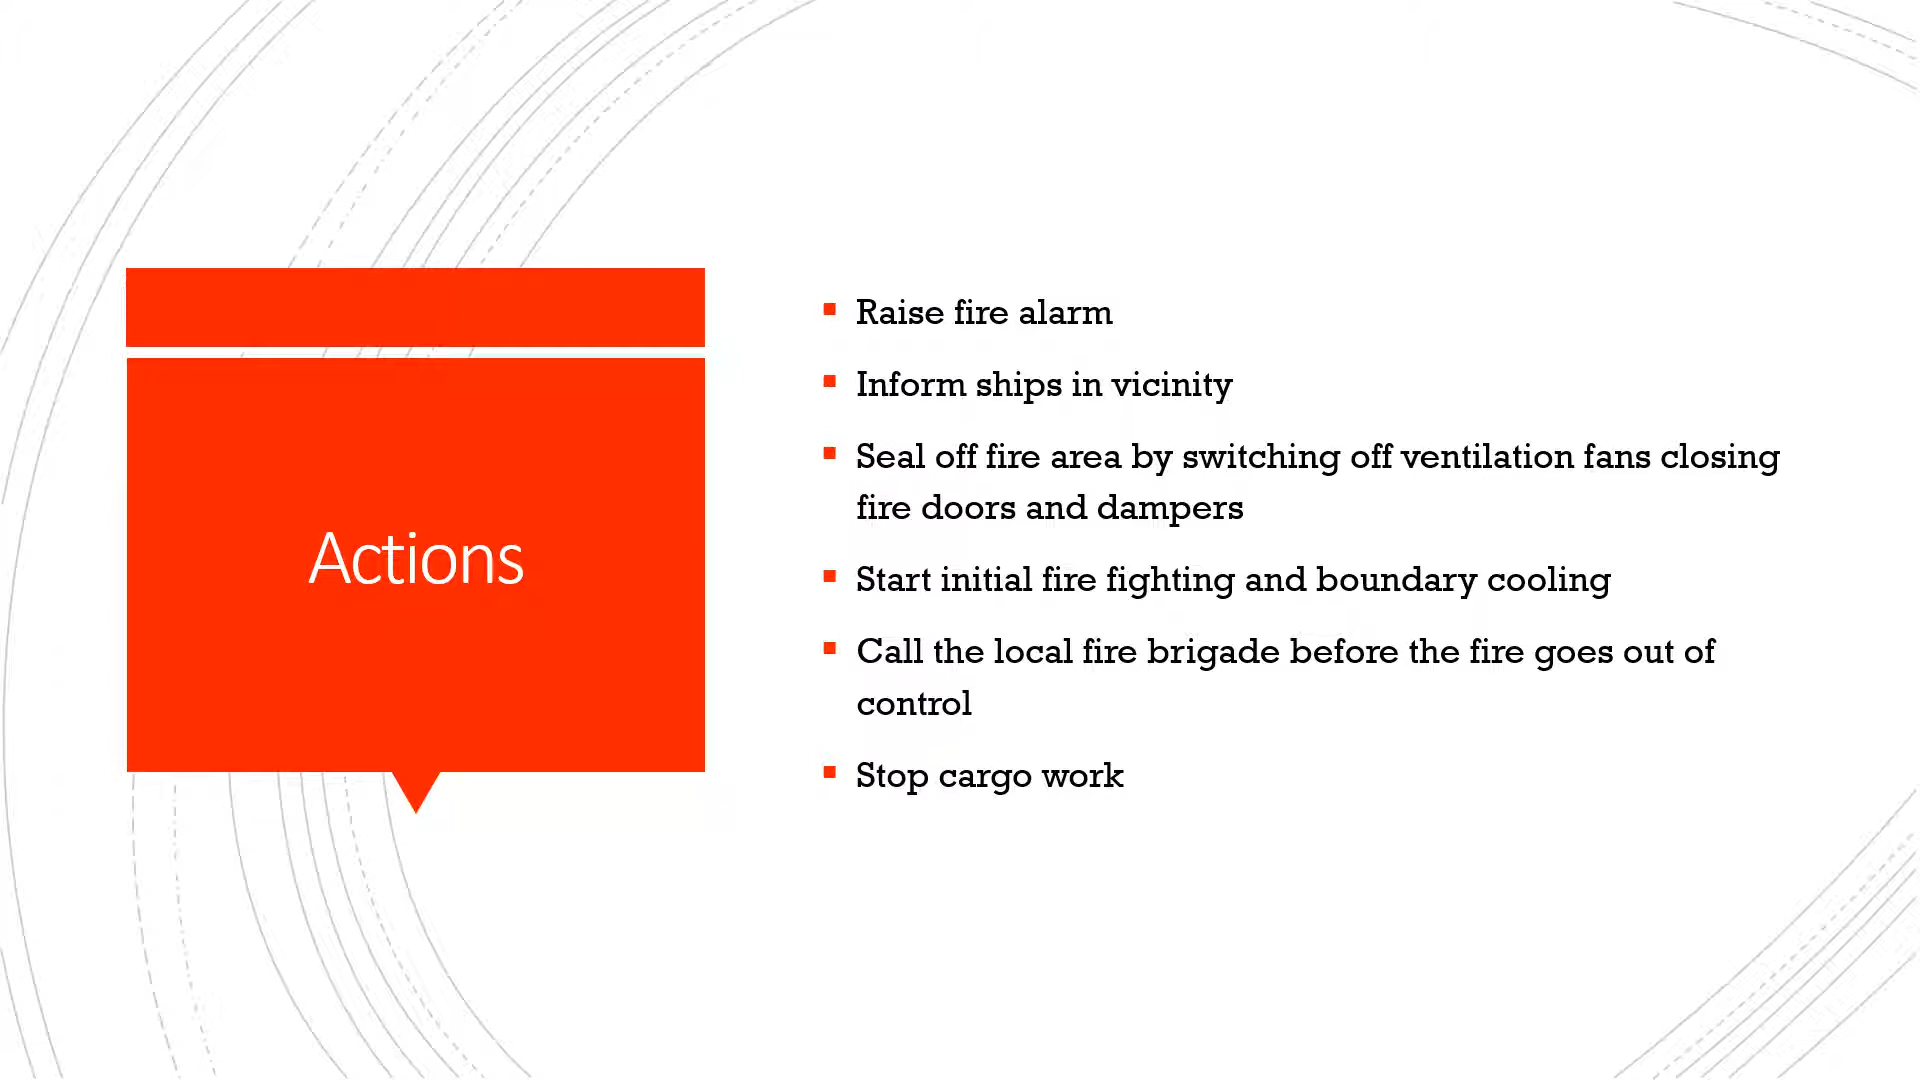 Actions
Raise fire alarm
Inform ships in vicinity
Seal off fire area by switching off ventilation fans closing
fire doors and dampers
Start initial fire fighting and boundary cooling
Call the local fire brigade before the fire goes out of
control
Stop cargo work